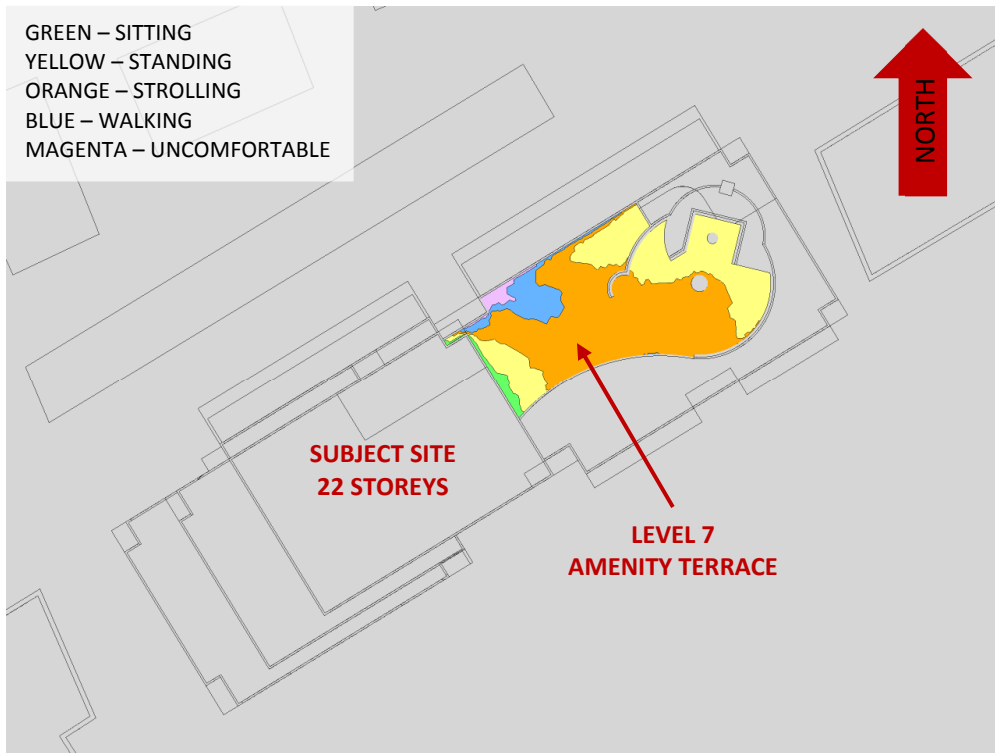 GREEN – SITTING
YELLOW – STANDING
ORANGE – STROLLING
BLUE – WALKING
MAGENTA – UNCOMFORTABLE
NORTH
SUBJECT SITE
22 STOREYS
LEVEL 7
AMENITY TERRACE